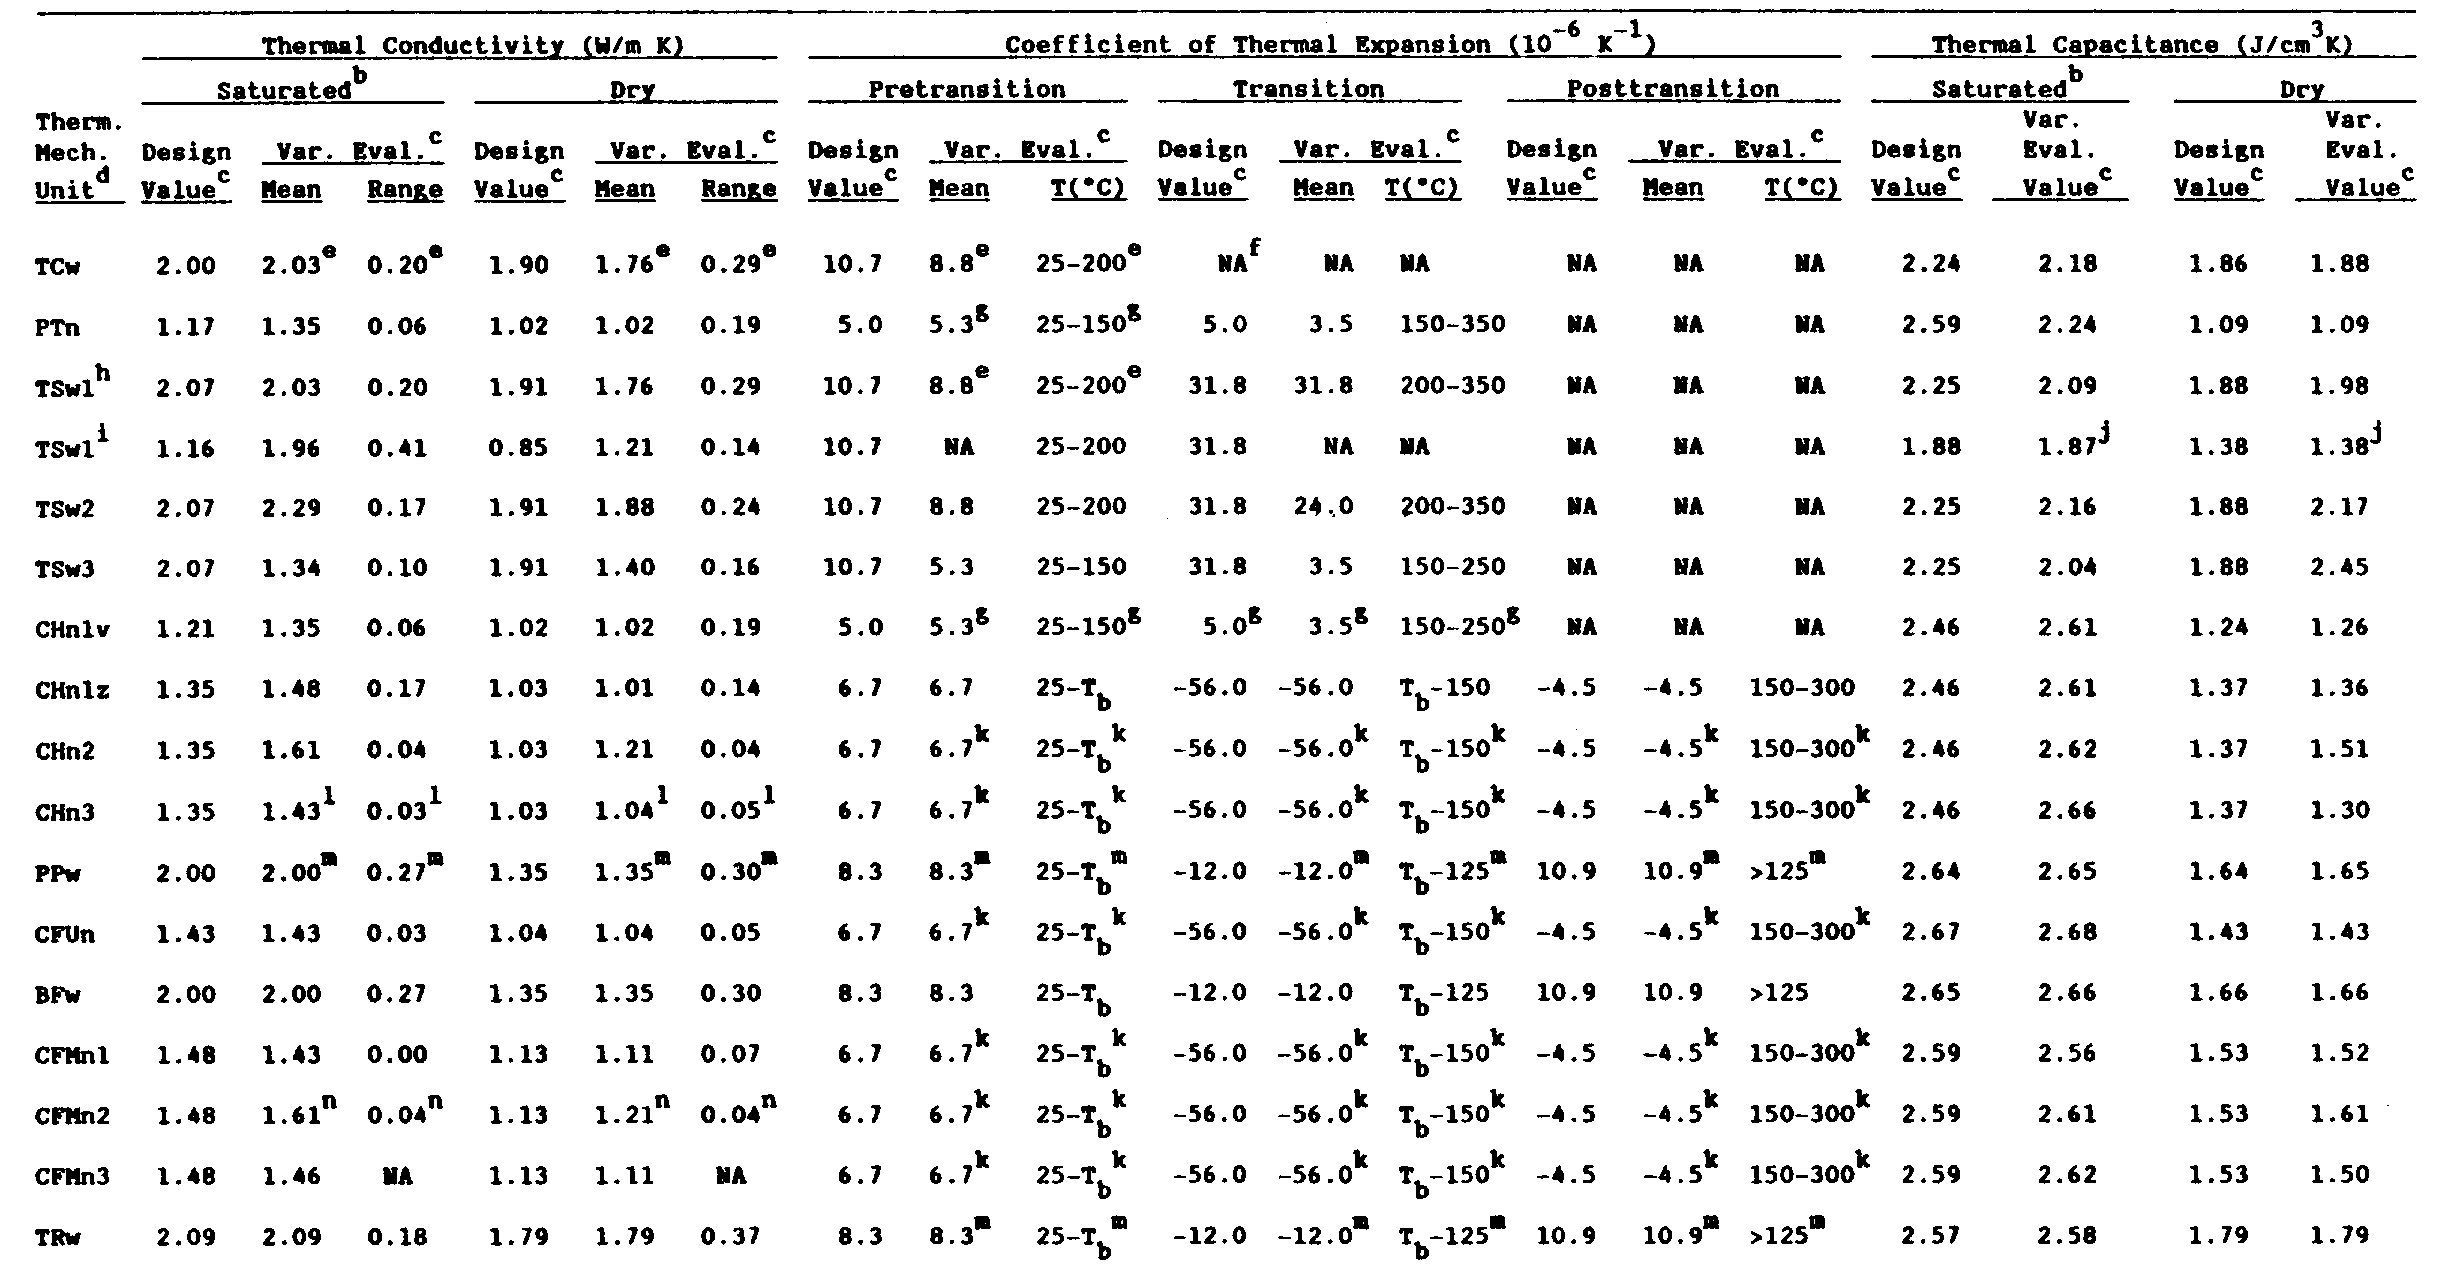 Thermal Conductivity (W/m K) Coefficient of Thermal Expansion (10^-6 K^-1) Thermal Capacitance (J/cm^3K)
Saturated^b Dry Pretransition Transition Posttransition Saturated^b Dry
Therm. Var. Var.
Mech. Design Var. Eval.^c Design Var. Eval.^c Design Var. Eval.^c Design Var. Eval.^c Design Var. Eval.^c Design Eval. Design Eval.
Unit^d Value^c Mean Range Value^c Mean Range Value^c Mean T(°C) Value^c Mean T(°C) Value^c Mean T(°C) Value^c Value^c Value^c Value^c
TCw 2.00 2.03^e 0.20^e 1.90 1.76^e 0.29^e 10.7 8.8^e 25-200^e NA^f NA NA NA NA NA 2.24 2.18 1.86 1.88
PTn 1.17 1.35 0.06 1.02 1.02 0.19 5.0 5.3^g 25-150^g 5.0 3.5 150-350 NA NA NA 2.59 2.24 1.09 1.09
TSw1^h 2.07 2.03 0.20 1.91 1.76 0.29 10.7 8.8^e 25-200^e 31.8 31.8 200-350 NA NA NA 2.25 2.09 1.88 1.98
TSw1^i 1.16 1.96 0.41 0.85 1.21 0.14 10.7 NA 25-200 31.8 NA NA NA NA NA 1.88 1.87^j 1.38 1.38^j
TSw2 2.07 2.29 0.17 1.91 1.88 0.24 10.7 8.8 25-200 31.8 24.0 200-350 NA NA NA 2.25 2.16 1.88 2.17
TSw3 2.07 1.34 0.10 1.91 1.40 0.16 10.7 5.3 25-150 31.8 3.5 150-250 NA NA NA 2.25 2.04 1.88 2.45
CHn1v 1.21 1.35 0.06 1.02 1.02 0.19 5.0 5.3^g 25-150^g 5.0^g 3.5^g 150-250^g NA NA NA 2.46 2.61 1.24 1.26
CHn1z 1.35 1.48 0.17 1.03 1.01 0.14 6.7 6.7 25-T_b -56.0 -56.0 T_b-150 -4.5 -4.5 150-300 2.46 2.61 1.37 1.36
CHn2 1.35 1.61 0.04 1.03 1.21 0.04 6.7 6.7^k 25-T_b^k -56.0 -56.0^k T_b-150^k -4.5 -4.5^k 150-300^k 2.46 2.62 1.37 1.51
CHn3 1.35 1.43^l 0.03^l 1.03 1.04^l 0.05^l 6.7 6.7^k 25-T_b^k -56.0 -56.0^k T_b-150^k -4.5 -4.5^k 150-300^k 2.46 2.66 1.37 1.30
PPw 2.00 2.00^m 0.27^m 1.35 1.35^m 0.30^m 8.3 8.3^m 25-T_b^m -12.0 -12.0^m T_b-125^m 10.9 10.9^m >125^m 2.64 2.65 1.64 1.65
CFUn 1.43 1.43 0.03 1.04 1.04 0.05 6.7 6.7^k 25-T_b^k -56.0 -56.0^k T_b-150^k -4.5 -4.5^k 150-300^k 2.67 2.68 1.43 1.43
BFw 2.00 2.00 0.27 1.35 1.35 0.30 8.3 8.3 25-T_b -12.0 -12.0 T_b-125 10.9 10.9 >125 2.65 2.66 1.66 1.66
CFMn1 1.48 1.43 0.00 1.13 1.11 0.07 6.7 6.7^k 25-T_b^k -56.0 -56.0^k T_b-150^k -4.5 -4.5^k 150-300^k 2.59 2.56 1.53 1.52
CFMn2 1.48 1.61^n 0.04^n 1.13 1.21^n 0.04^n 6.7 6.7^k 25-T_b^k -56.0 -56.0^k T_b-150^k -4.5 -4.5^k 150-300^k 2.59 2.61 1.53 1.61
CFMn3 1.48 1.46 NA 1.13 1.11 NA 6.7 6.7^k 25-T_b^k -56.0 -56.0^k T_b-150^k -4.5 -4.5^k 150-300^k 2.59 2.62 1.53 1.50
TRw 2.09 2.09 0.18 1.79 1.79 0.37 8.3 8.3^m 25-T_b^m -12.0 -12.0^m T_b-125^m 10.9 10.9^m >125^m 2.57 2.58 1.79 1.79